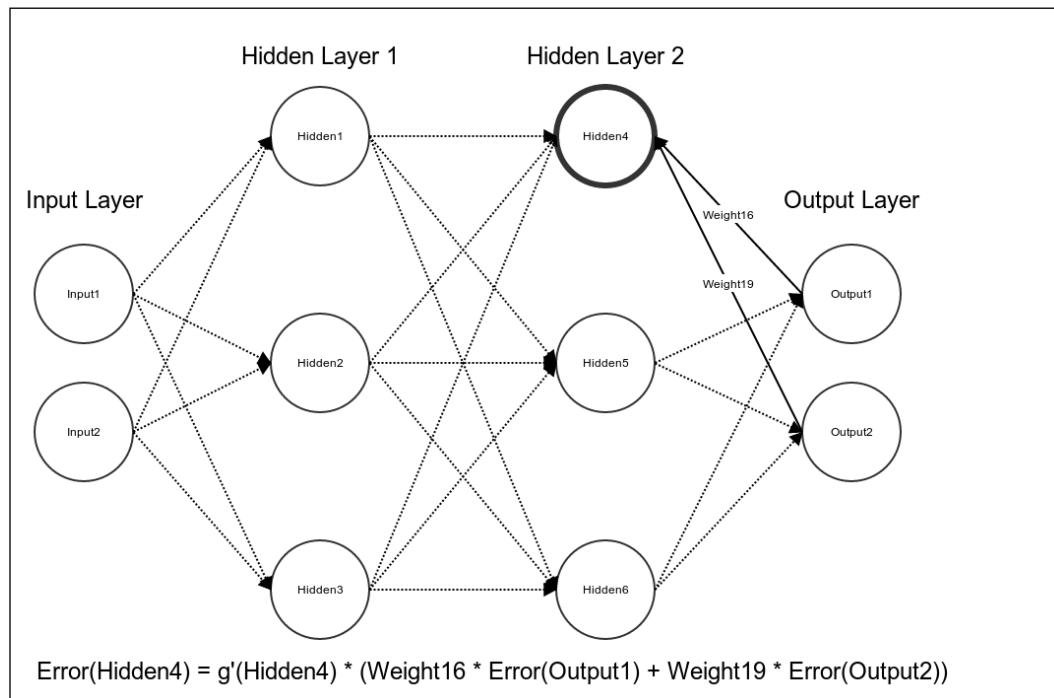 Hidden Layer 1
Hidden Layer 2
Hidden1
Hidden4
Input Layer
Output Layer
Weight16
Weight19
Input1
Output1
Hidden2
Hidden5
Input2
Output2
Hidden3
Hidden6
Error(Hidden4) = g'(Hidden4) * (Weight16 * Error(Output1) + Weight19 * Error(Output2))